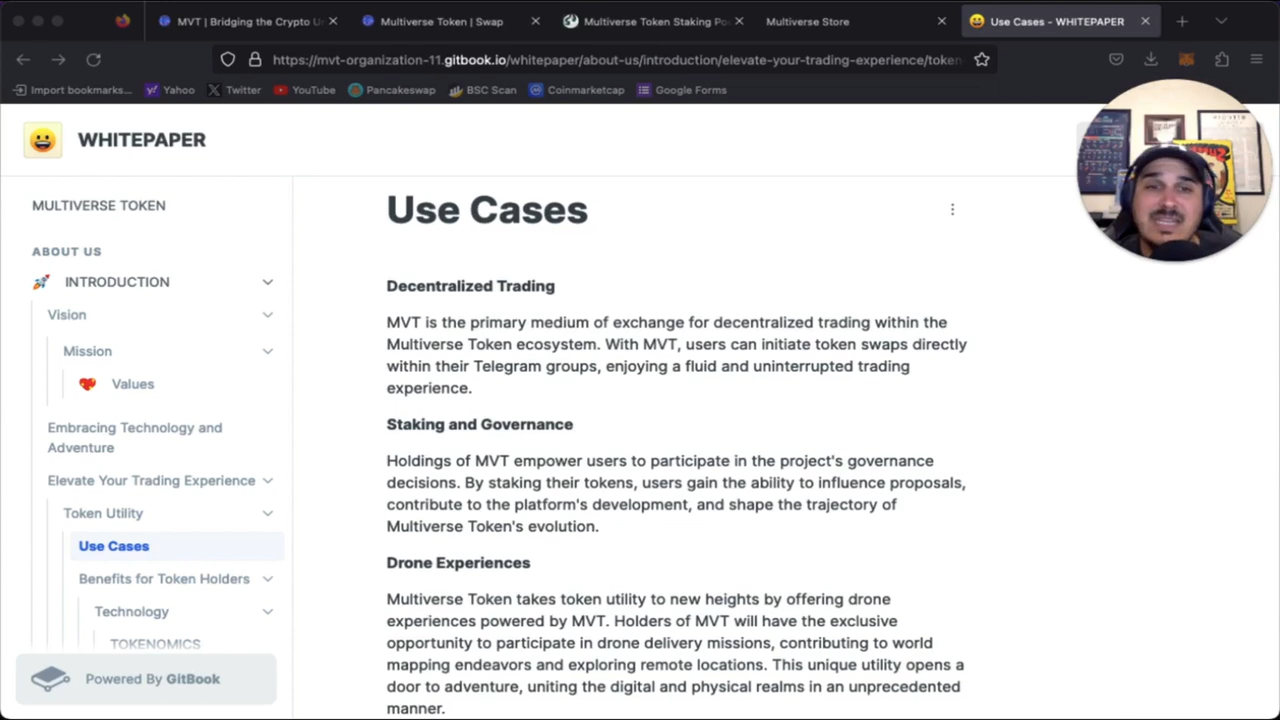 MVT | Bridging the Crypto U
Multiverse Token | Swap
Multiverse Token Staking Po
Multiverse Store
Use Cases - WHITEPAPER
https://mvt-organization-11.gitbook.io/whitepaper/about-us/introduction/elevate-your-trading-experience/token
Import bookmarks...
Yahoo
Twitter
YouTube
Pancakeswap
BSC Scan
Coinmarketcap
Google Forms
WHITEPAPER
MULTIVERSE TOKEN
ABOUT US
INTRODUCTION
Vision
Mission
Values
Embracing Technology and
Adventure
Elevate Your Trading Experience
Token Utility
Use Cases
Benefits for Token Holders
Technology
TOKENOMICS
Powered By GitBook
Use Cases
Decentralized Trading
MVT is the primary medium of exchange for decentralized trading within the
Multiverse Token ecosystem. With MVT, users can initiate token swaps directly
within their Telegram groups, enjoying a fluid and uninterrupted trading
experience.
Staking and Governance
Holdings of MVT empower users to participate in the project's governance
decisions. By staking their tokens, users gain the ability to influence proposals,
contribute to the platform's development, and shape the trajectory of
Multiverse Token's evolution.
Drone Experiences
Multiverse Token takes token utility to new heights by offering drone
experiences powered by MVT. Holders of MVT will have the exclusive
opportunity to participate in drone delivery missions, contributing to world
mapping endeavors and exploring remote locations. This unique utility opens a
door to adventure, uniting the digital and physical realms in an unprecedented
manner.